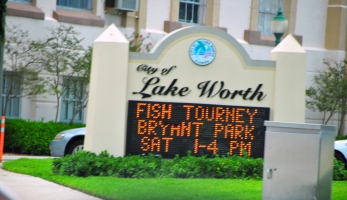 City of
Lake Worth
FISH TOURNEY
BRYANT PARK
SAT 1-4 PM